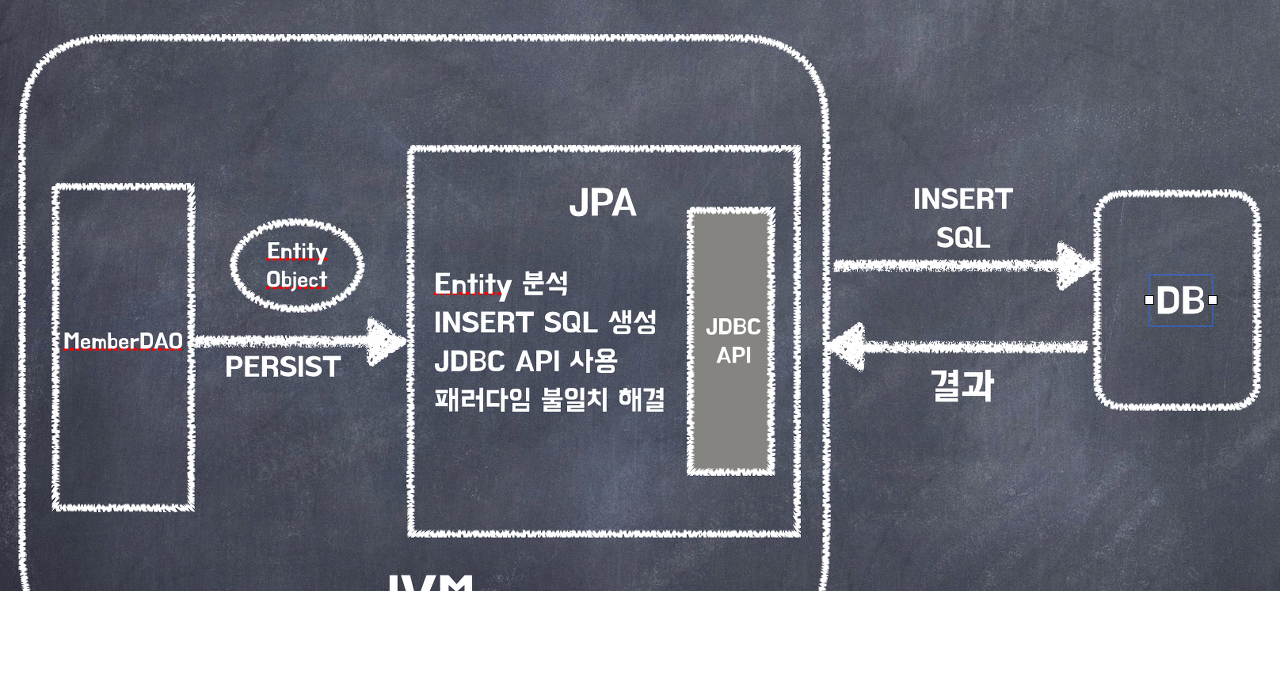 MemberDAO
Entity
Object
PERSIST
JPA
Entity 분석
INSERT SQL 생성
JDBC API 사용
패러다임 불일치 해결
JDBC
API
INSERT
SQL
결과
DB
JVM